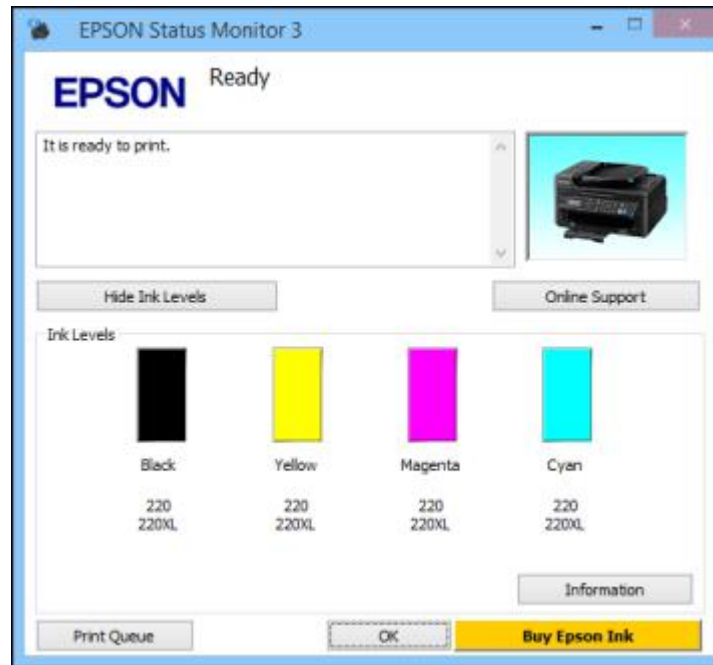 EPSON Status Monitor 3
EPSON
Ready
It is ready to print.
Hide Ink Levels
Online Support
Ink Levels
Black Yellow Magenta Cyan
220 220 220 220
220XL 220XL 220XL 220XL
Information
Print Queue OK Buy Epson Ink